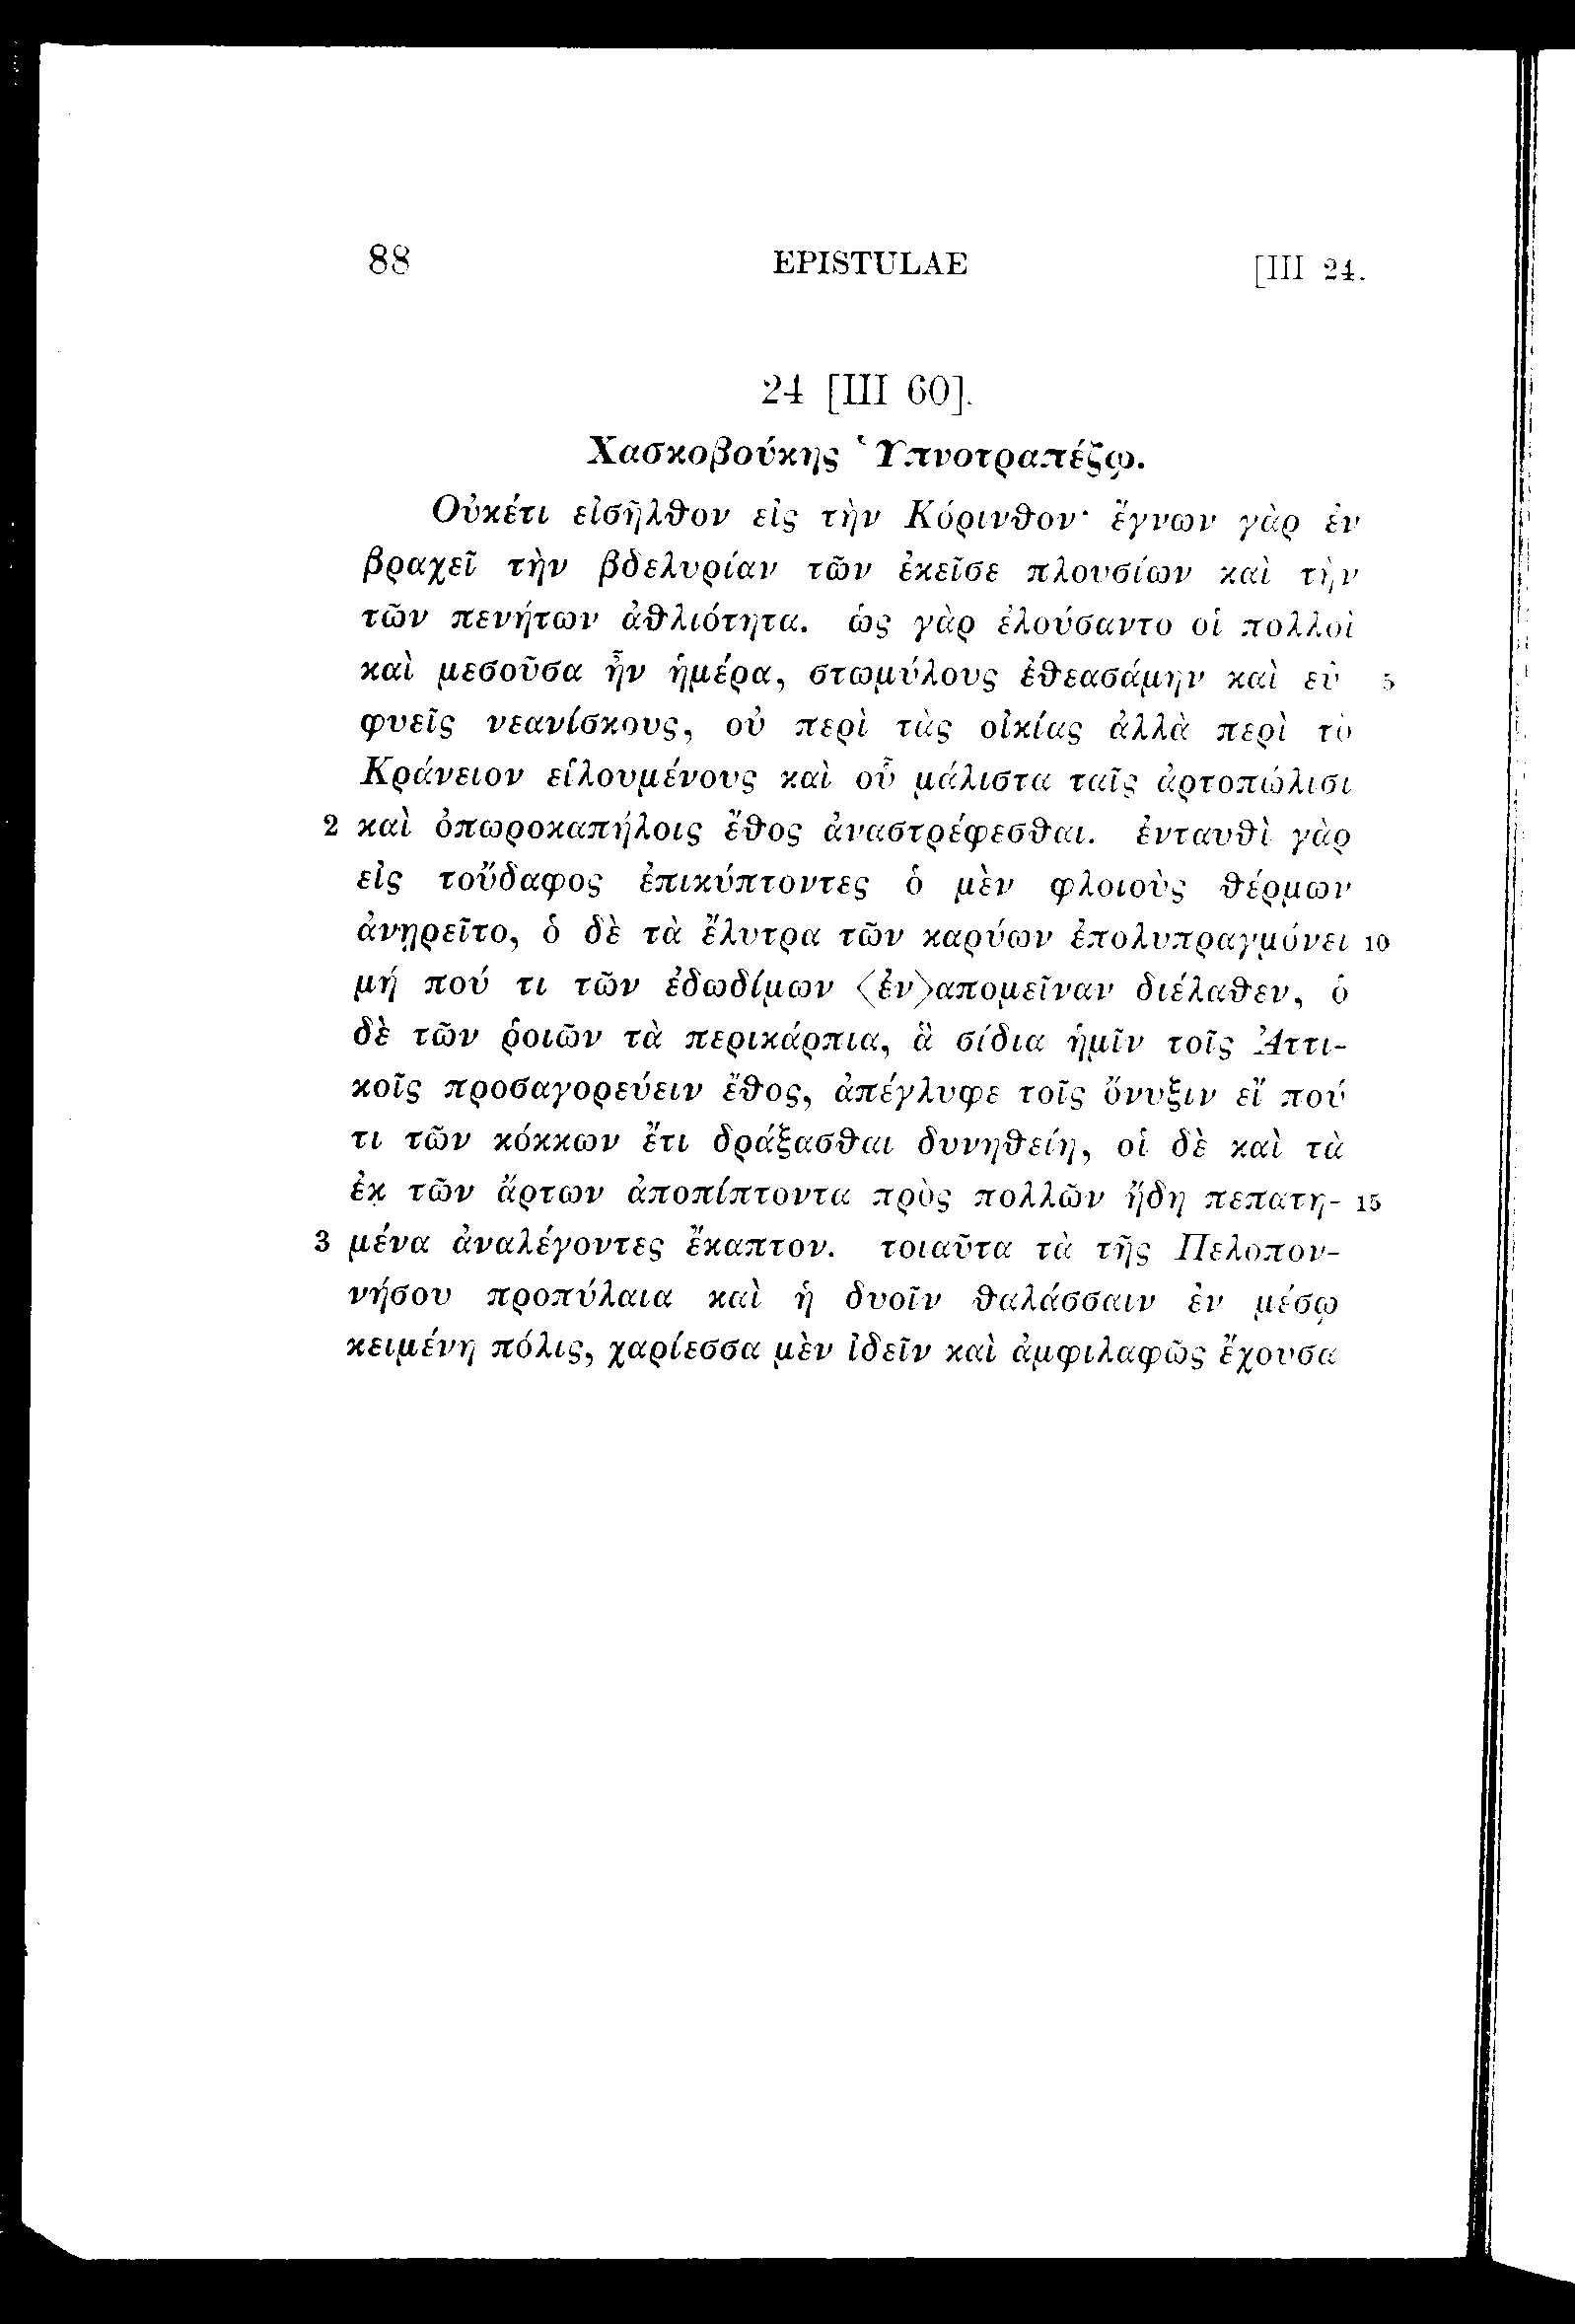 88 EPISTULAE [III 24.
24 [III 60].
Χασκοβούκης Ὑπνοτραπέζῳ.
Οὐκέτι εἰσῆλθον εἰς τὴν Κόρινθον· ἔγνων γὰρ ἐν
βραχεῖ τὴν βδελυρίαν τῶν ἐκεῖσε πλουσίων καὶ τὴν
τῶν πενήτων ἀθλιότητα. ὡς γὰρ ἐλούσαντο οἱ πολλοὶ
καὶ μεσοῦσα ἦν ἡμέρα, στωμύλους ἐθεασάμην καὶ εὐ 5
φυεῖς νεανίσκους, οὐ περὶ τὰς οἰκίας ἀλλὰ περὶ τὸ
Κράνειον εἱλουμένους καὶ οὗ μάλιστα ταῖς ἀρτοπώλισι
2 καὶ ὀπωροκαπήλοις ἔθος ἀναστρέφεσθαι. ἐνταυθὶ γὰρ
εἰς τοὔδαφος ἐπικύπτοντες ὁ μὲν φλοιοὺς θέρμων
ἀνῃρεῖτο, ὁ δὲ τὰ ἔλυτρα τῶν καρύων ἐπολυπραγμόνει 10
μή πού τι τῶν ἐδωδίμων ⟨ἐν⟩απομεῖναν διέλαθεν, ὁ
δὲ τῶν ῥοιῶν τὰ περικάρπια, ἃ σίδια ἡμῖν τοῖς Ἀττι-
κοῖς προσαγορεύειν ἔθος, ἀπέγλυφε τοῖς ὄνυξιν εἴ πού
τι τῶν κόκκων ἔτι δράξασθαι δυνηθείη, οἱ δὲ καὶ τὰ
ἐκ τῶν ἄρτων ἀποπίπτοντα πρὸς πολλῶν ἤδη πεπατη- 15
3 μένα ἀναλέγοντες ἔκαπτον. τοιαῦτα τὰ τῆς Πελοπον-
νήσου προπύλαια καὶ ἡ δυοῖν θαλάσσαιν ἐν μέσῳ
κειμένη πόλις, χαρίεσσα μὲν ἰδεῖν καὶ ἀμφιλαφῶς ἔχουσα